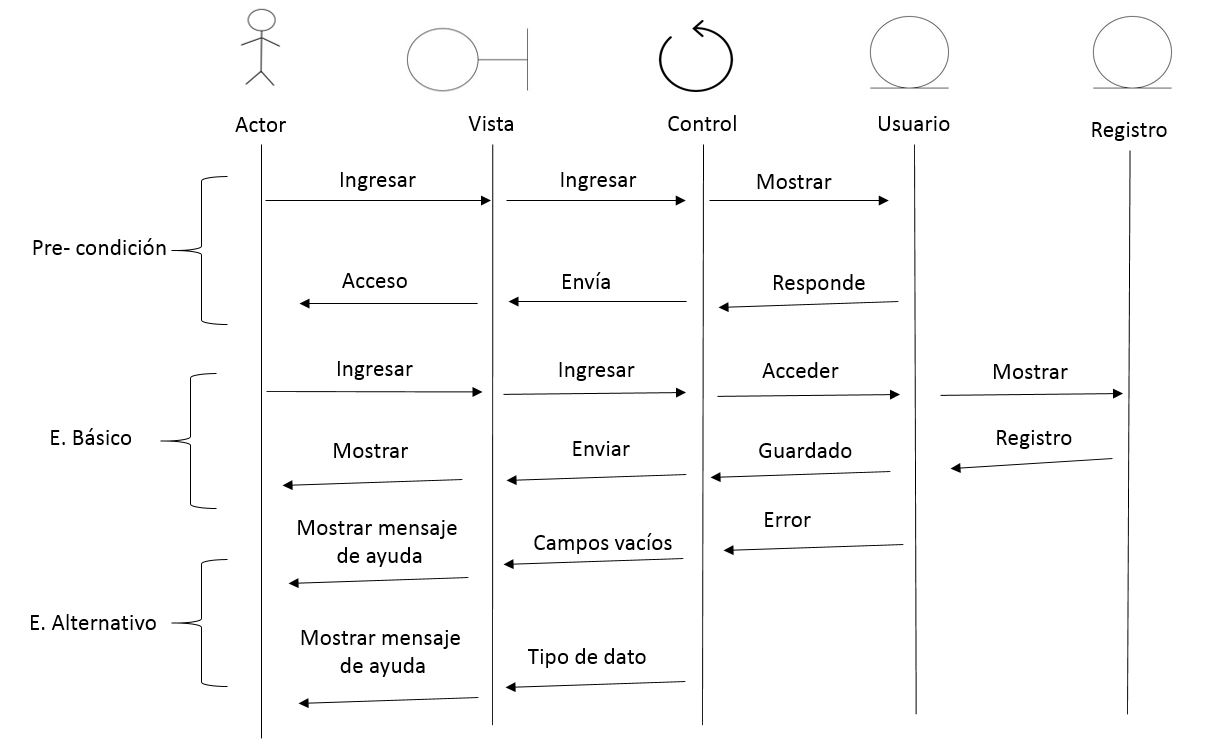 Actor
Vista
Control
Usuario
Registro
Ingresar
Ingresar
Mostrar
Pre- condición
Acceso
Envía
Responde
Ingresar
Ingresar
Acceder
Mostrar
E. Básico
Mostrar
Enviar
Guardado
Registro
Mostrar mensaje
de ayuda
Campos vacíos
Error
E. Alternativo
Mostrar mensaje
de ayuda
Tipo de dato